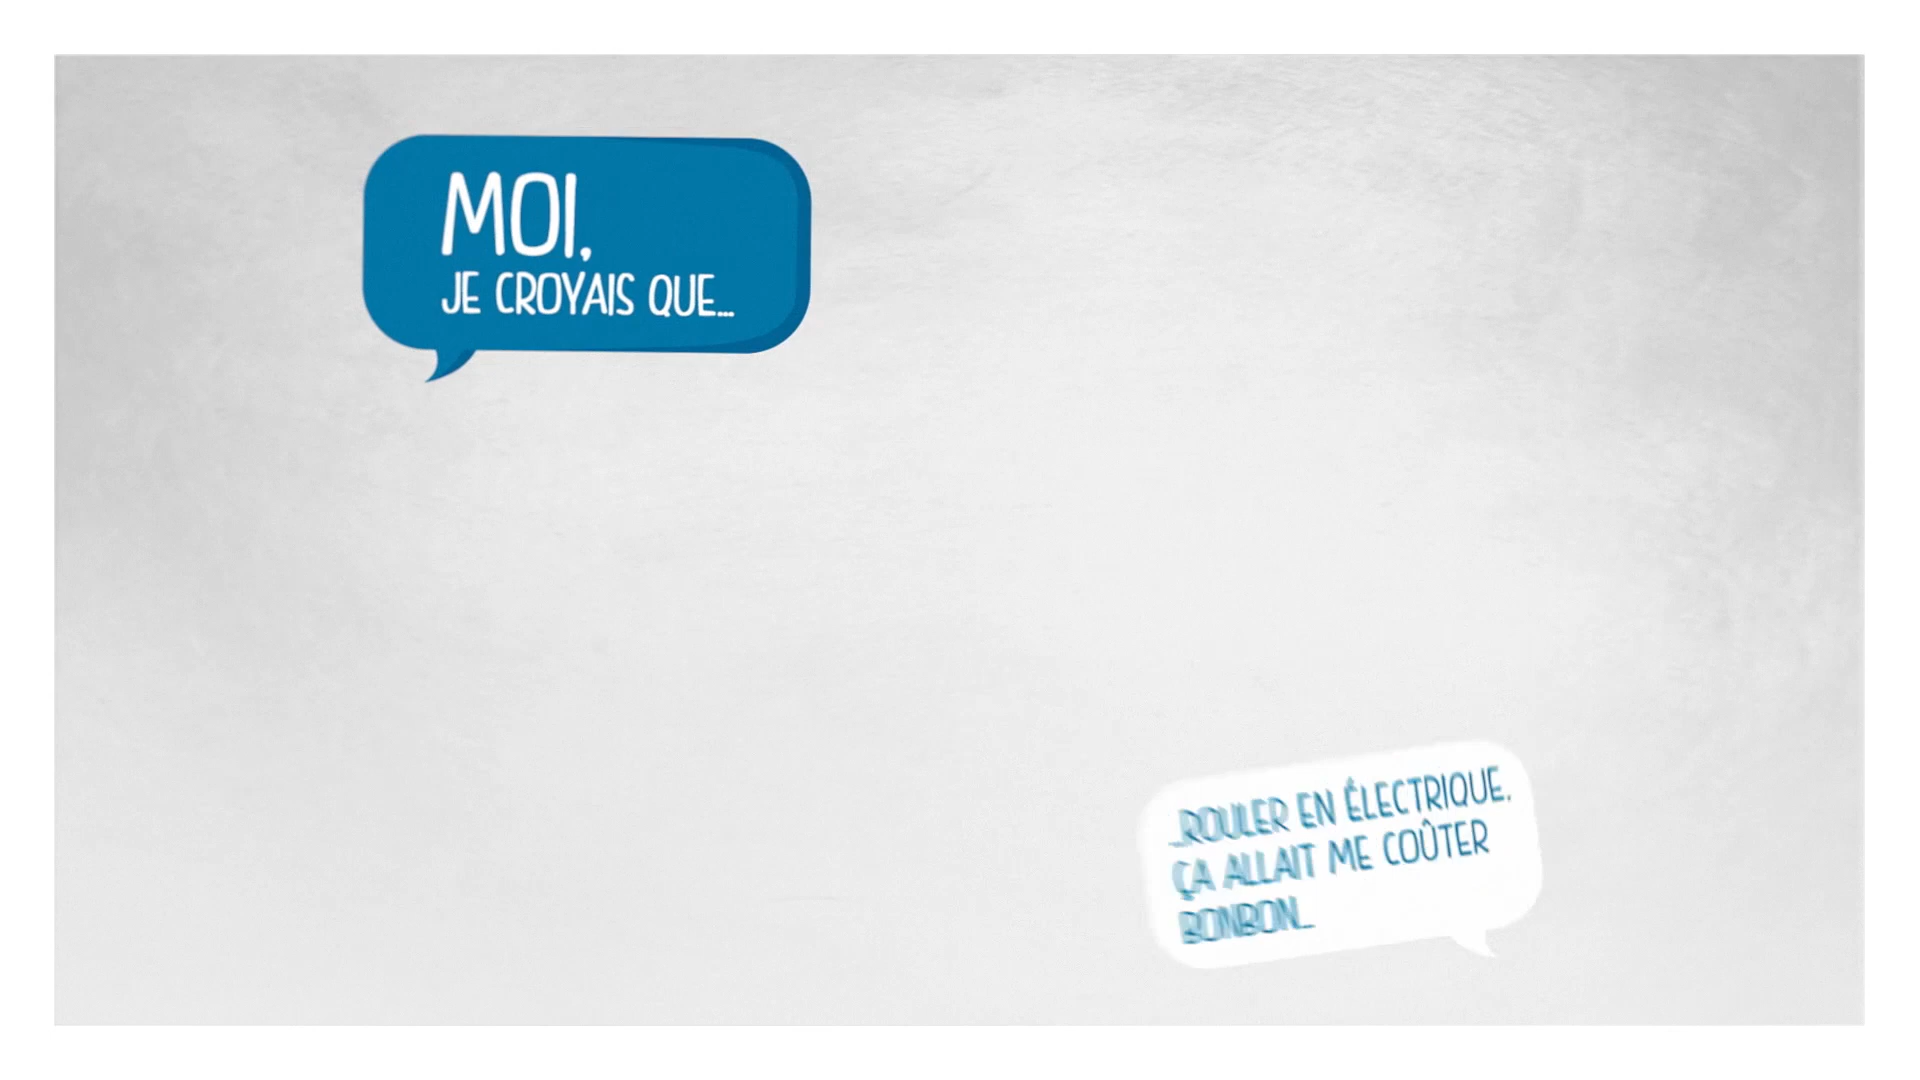 MOI,
JE CROYAIS QUE...
...ROULER EN ÉLECTRIQUE,
ÇA ALLAIT ME COÛTER
BONBON...